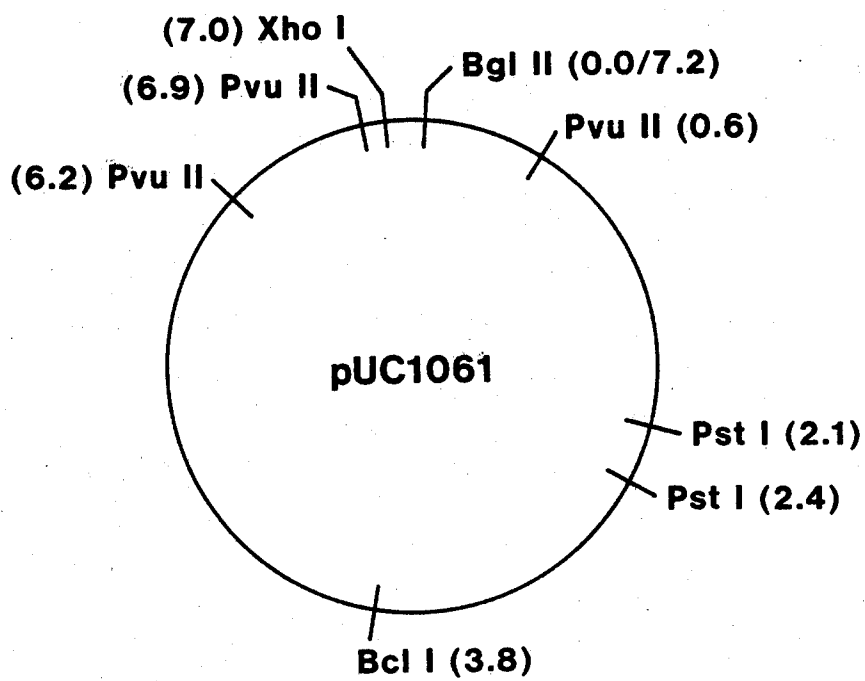 (7.0) Xho I
Bgl II (0.0/7.2)
(6.9) Pvu II
Pvu II (0.6)
(6.2) Pvu II
pUC1061
Pst I (2.1)
Pst I (2.4)
Bcl I (3.8)